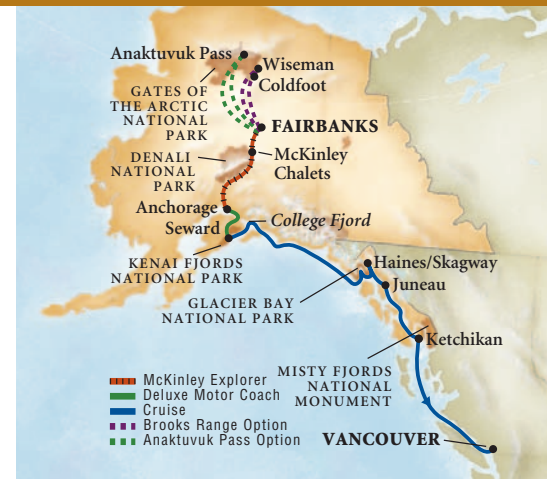 Anaktuvuk Pass
Wiseman
Coldfoot
GATES OF
THE ARCTIC
NATIONAL
PARK
FAIRBANKS
DENALI
NATIONAL
PARK
McKinley
Chalets
Anchorage
Seward
College Fjord
KENAI FJORDS
NATIONAL PARK
Haines/Skagway
GLACIER BAY
NATIONAL PARK
Juneau
Ketchikan
MISTY FJORDS
NATIONAL
MONUMENT
McKinley Explorer
Deluxe Motor Coach
Cruise
Brooks Range Option
Anaktuvuk Pass Option
VANCOUVER